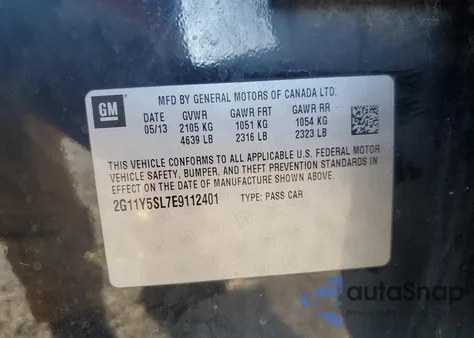 GM
MFD BY GENERAL MOTORS OF CANADA LTD.
DATE GVWR GAWR FRT GAWR RR
05/13 2105 KG 1051 KG 1054 KG
4639 LB 2316 LB 2323 LB
THIS VEHICLE CONFORMS TO ALL APPLICABLE U.S. FEDERAL MOTOR
VEHICLE SAFETY, BUMPER, AND THEFT PREVENTION STANDARDS IN
EFFECT ON THE DATE OF MANUFACTURE SHOWN ABOVE.
2G11Y5SL7E9112401 TYPE: PASS CAR
autoSnap